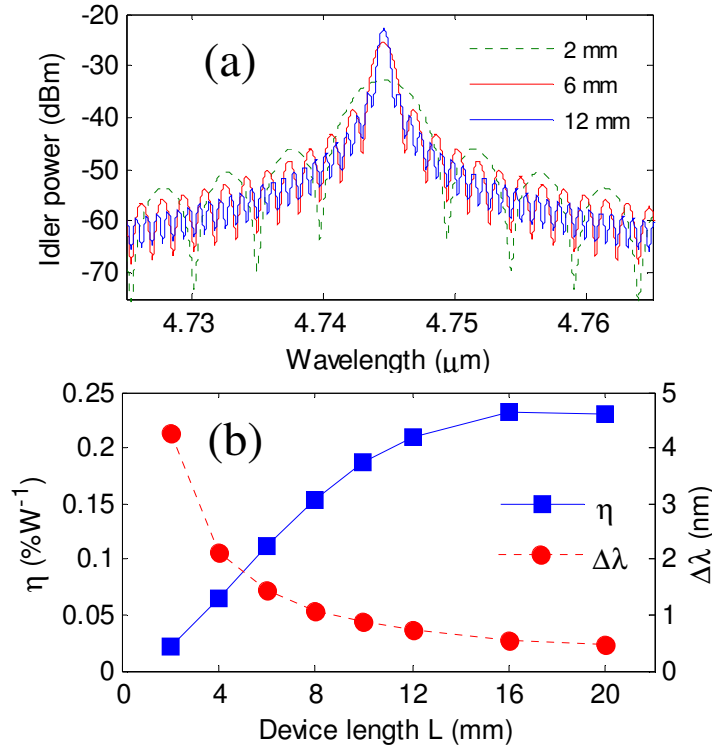 -20
-30
-40
-50
-60
-70
Idler power (dBm)
(a)
2 mm
6 mm
12 mm
4.73 4.74 4.75 4.76
Wavelength (μm)
0.25
0.2
0.15
0.1
0.05
0
η (%W⁻¹)
(b)
η
Δλ
5
4
3
2
1
0
Δλ (nm)
0 4 8 12 16 20
Device length L (mm)